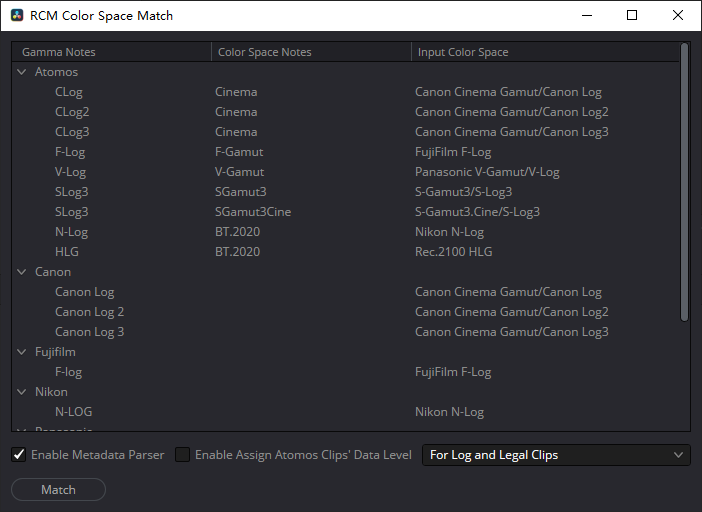 RCM Color Space Match
Gamma Notes Color Space Notes Input Color Space
Atomos
CLog Cinema Canon Cinema Gamut/Canon Log
CLog2 Cinema Canon Cinema Gamut/Canon Log2
CLog3 Cinema Canon Cinema Gamut/Canon Log3
F-Log F-Gamut FujiFilm F-Log
V-Log V-Gamut Panasonic V-Gamut/V-Log
SLog3 SGamut3 S-Gamut3/S-Log3
SLog3 SGamut3Cine S-Gamut3.Cine/S-Log3
N-Log BT.2020 Nikon N-Log
HLG BT.2020 Rec.2100 HLG
Canon
Canon Log Canon Cinema Gamut/Canon Log
Canon Log 2 Canon Cinema Gamut/Canon Log2
Canon Log 3 Canon Cinema Gamut/Canon Log3
Fujifilm
F-log FujiFilm F-Log
Nikon
N-LOG Nikon N-Log
Panasonic
Enable Metadata Parser Enable Assign Atomos Clips' Data Level For Log and Legal Clips
Match